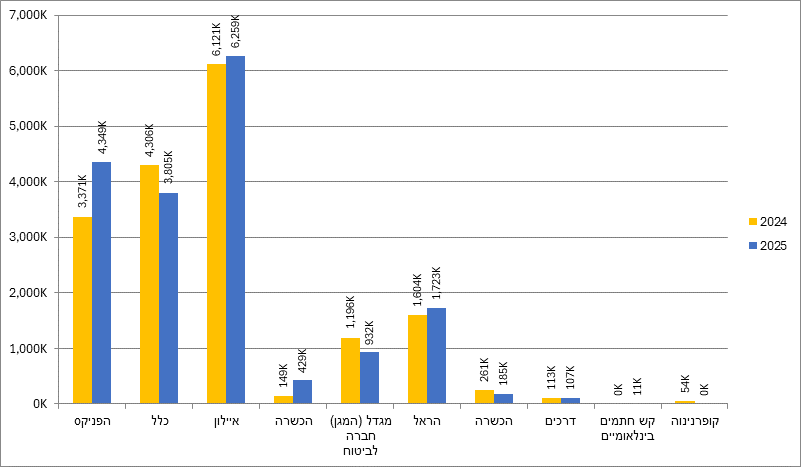 7,000K
6,000K
5,000K
4,000K
3,000K
2,000K
1,000K
0K
3,371K
4,349K
4,306K
3,805K
6,121K
6,259K
149K
429K
1,196K
932K
1,604K
1,723K
261K
185K
113K
107K
0K
11K
54K
0K
הפניקס
כלל
איילון
הכשרה
מגדל (המגן)
חברה
לביטוח
הראל
הכשרה
דרכים
קש חתמים
בינלאומיים
קופרנינוה
2024
2025